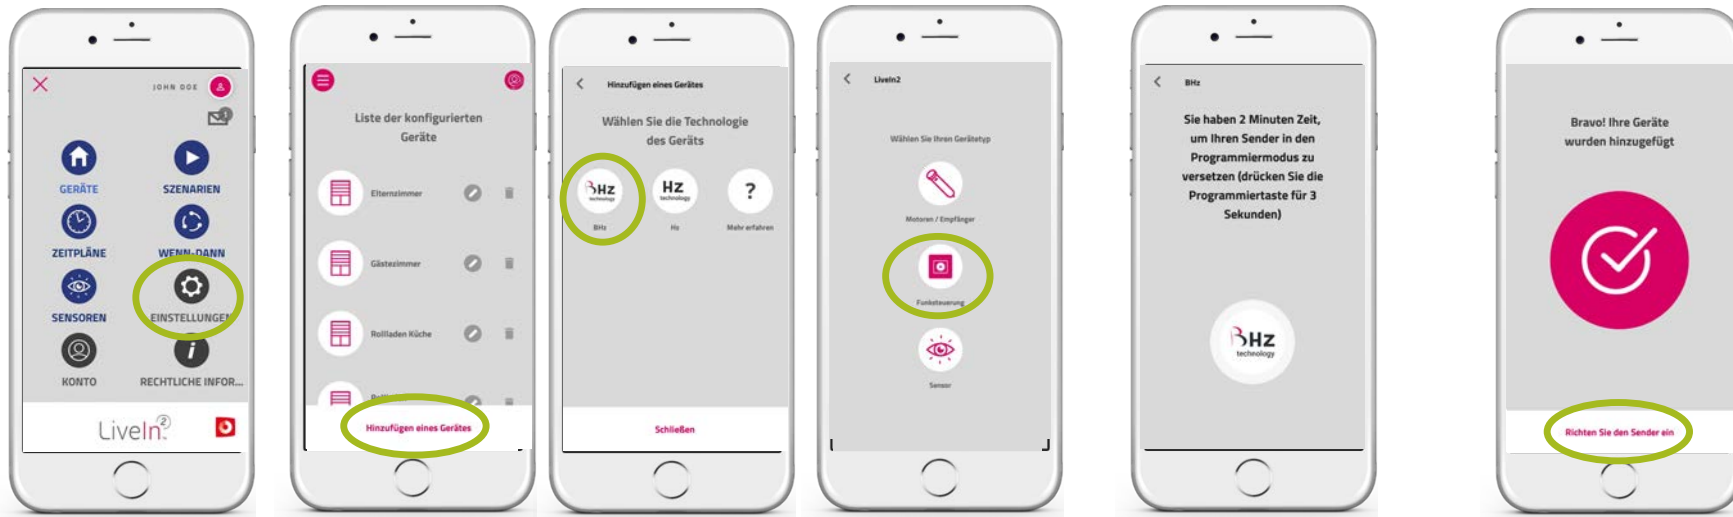 JOHN DOE
1
GERÄTE
SZENARIEN
ZEITPLÄNE
WENN-DANN
SENSOREN
EINSTELLUNGEN
KONTO
RECHTLICHE INFOR...
LiveIn2
Liste der konfigurierten
Geräte
Elternzimmer
Gästezimmer
Rollladen Küche
Hinzufügen eines Gerätes
Hinzufügen eines Gerätes
Wählen Sie die Technologie
des Geräts
BHz
technology
Hz
technology
?
BHz
Hz
Mehr erfahren
Schließen
LiveIn2
Wählen Sie Ihren Gerätetyp
Motoren / Empfänger
Funksteuerung
Sensor
BHz
Sie haben 2 Minuten Zeit,
um Ihren Sender in den
Programmiermodus zu
versetzen (drücken Sie die
Programmiertaste für 3
Sekunden)
BHz
technology
Bravo! Ihre Geräte
wurden hinzugefügt
Richten Sie den Sender ein